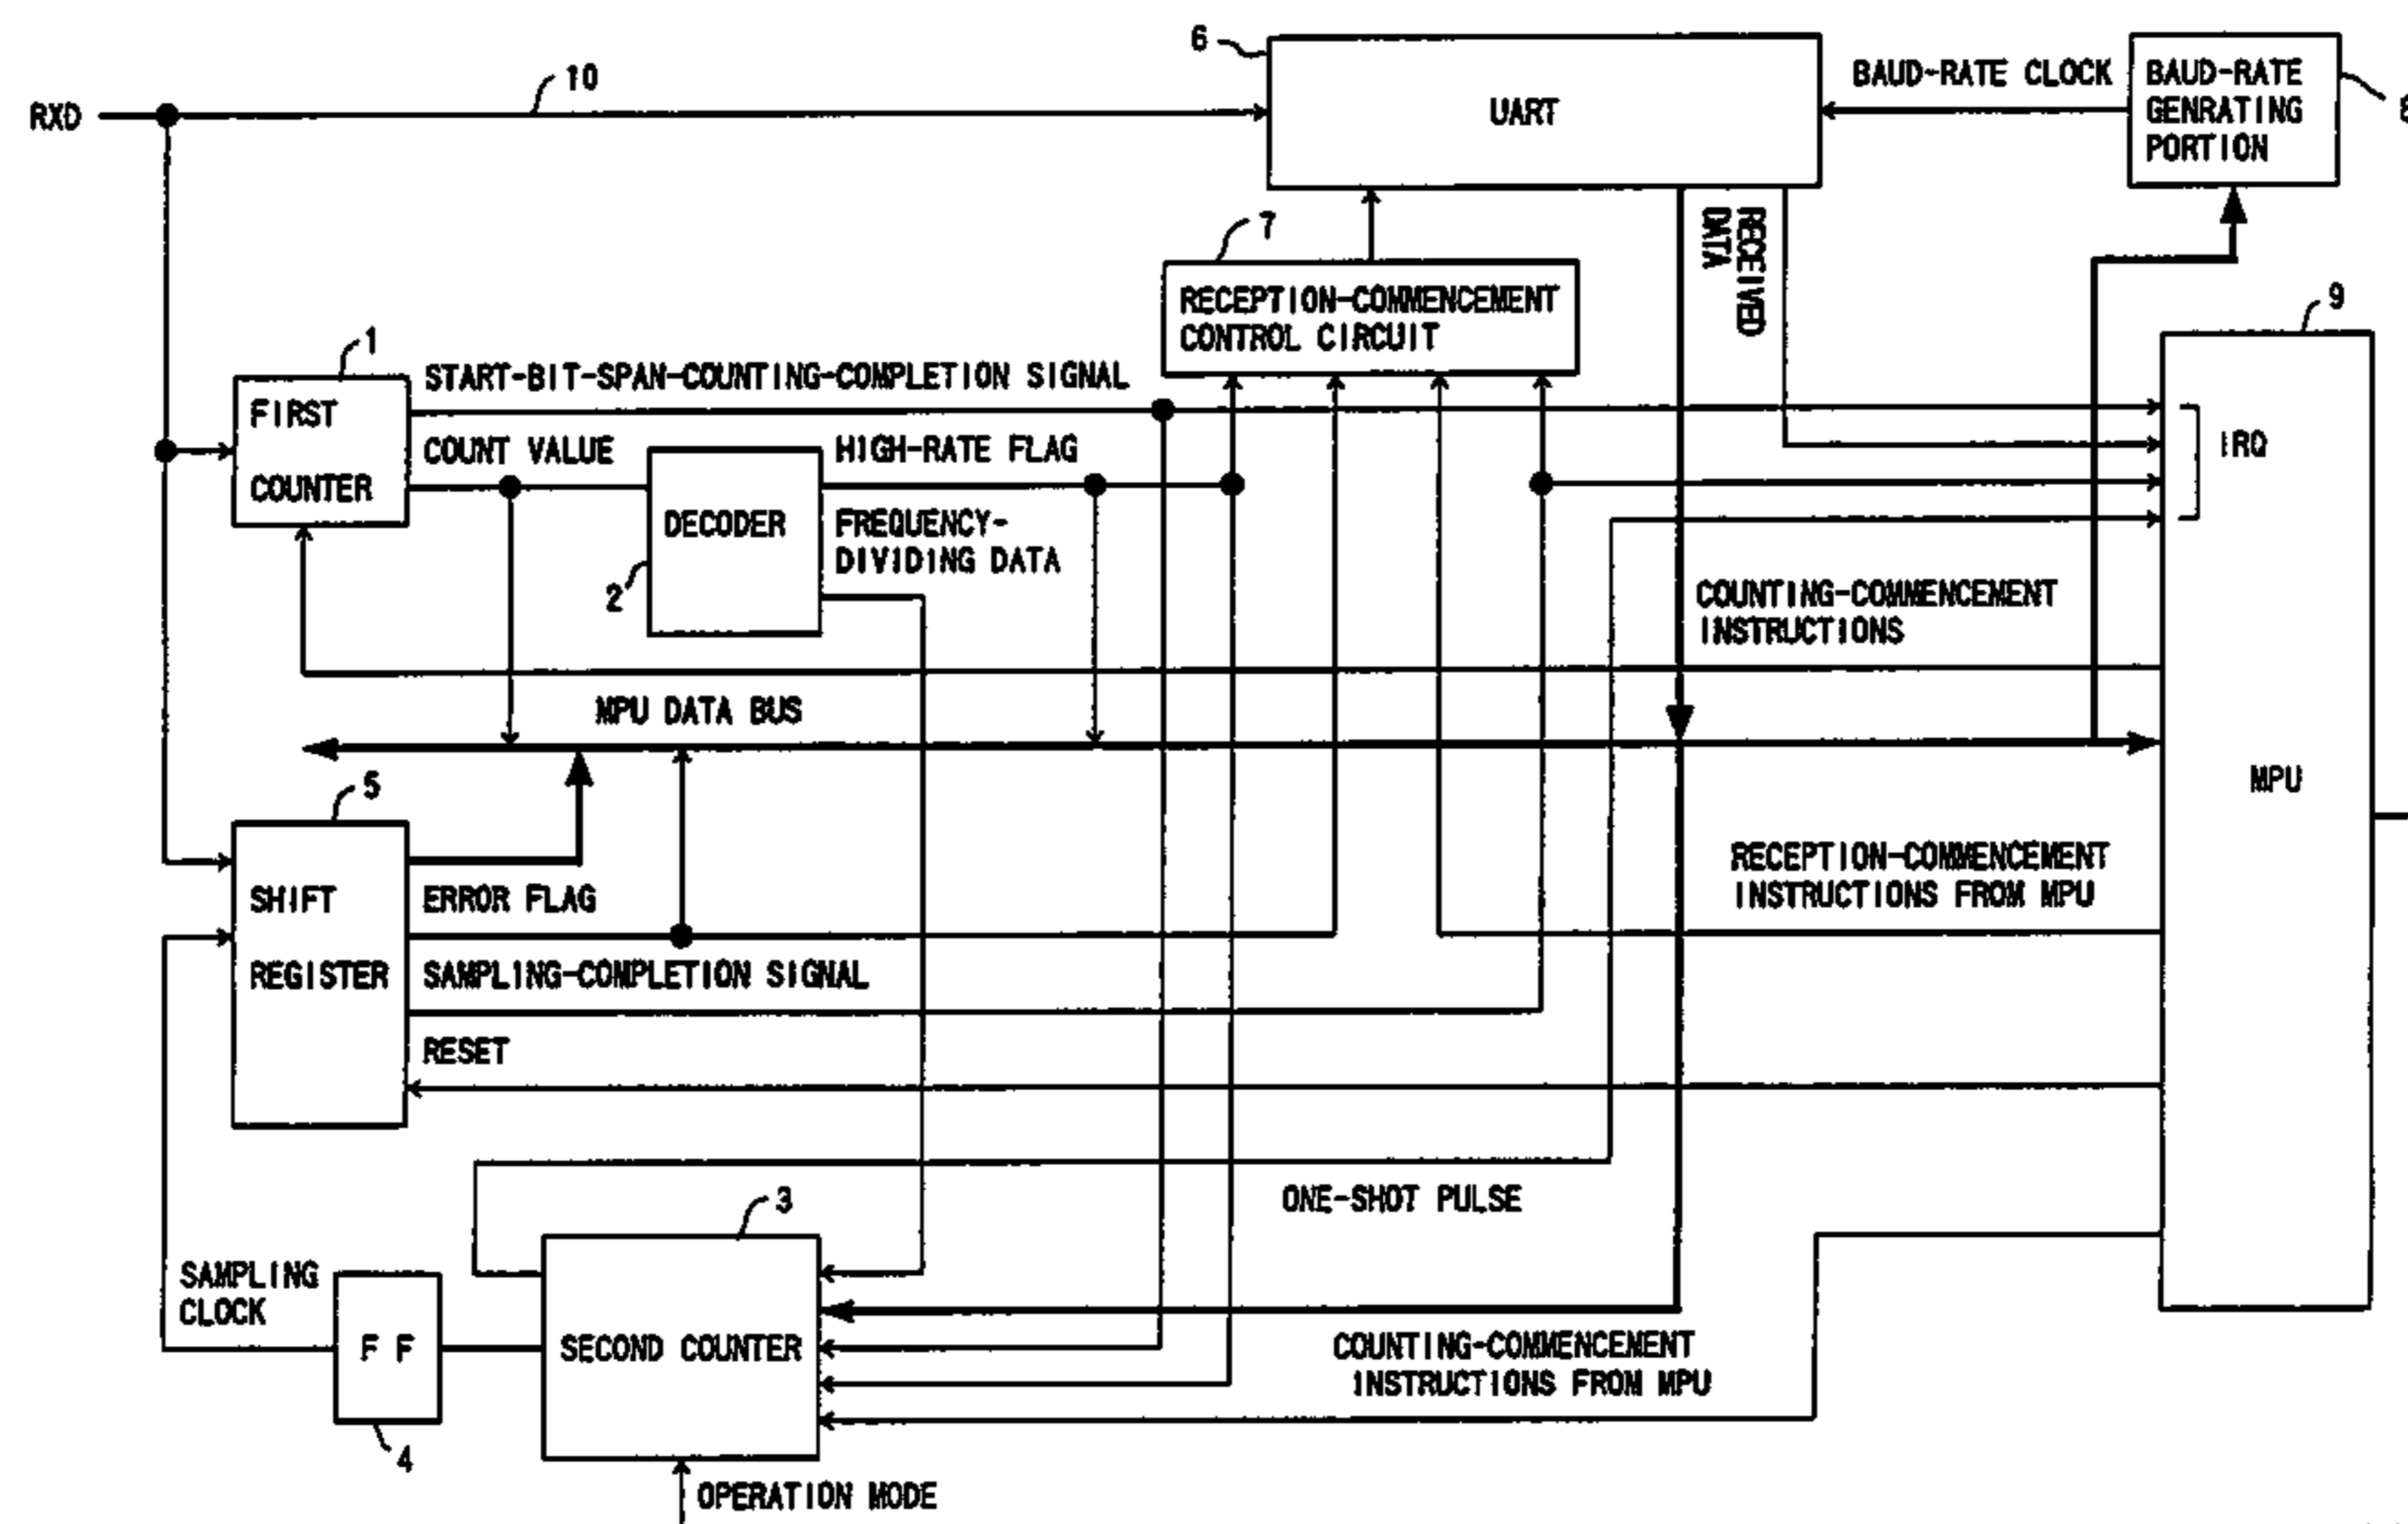 6
10
RXD
UART
BAUD-RATE CLOCK
BAUD-RATE
GENRATING
PORTION
8
7
RECEIVED
DATA
RECEPTION-COMMENCEMENT
CONTROL CIRCUIT
9
1
FIRST
COUNTER
START-BIT-SPAN-COUNTING-COMPLETION SIGNAL
COUNT VALUE
HIGH-RATE FLAG
IRQ
DECODER
2
FREQUENCY-
DIVIDING DATA
COUNTING-COMMENCEMENT
INSTRUCTIONS
MPU DATA BUS
MPU
5
SHIFT
REGISTER
ERROR FLAG
RECEPTION-COMMENCEMENT
INSTRUCTIONS FROM MPU
SAMPLING-COMPLETION SIGNAL
RESET
3
ONE-SHOT PULSE
SAMPLING
CLOCK
F F
4
SECOND COUNTER
COUNTING-COMMENCEMENT
INSTRUCTIONS FROM MPU
OPERATION MODE